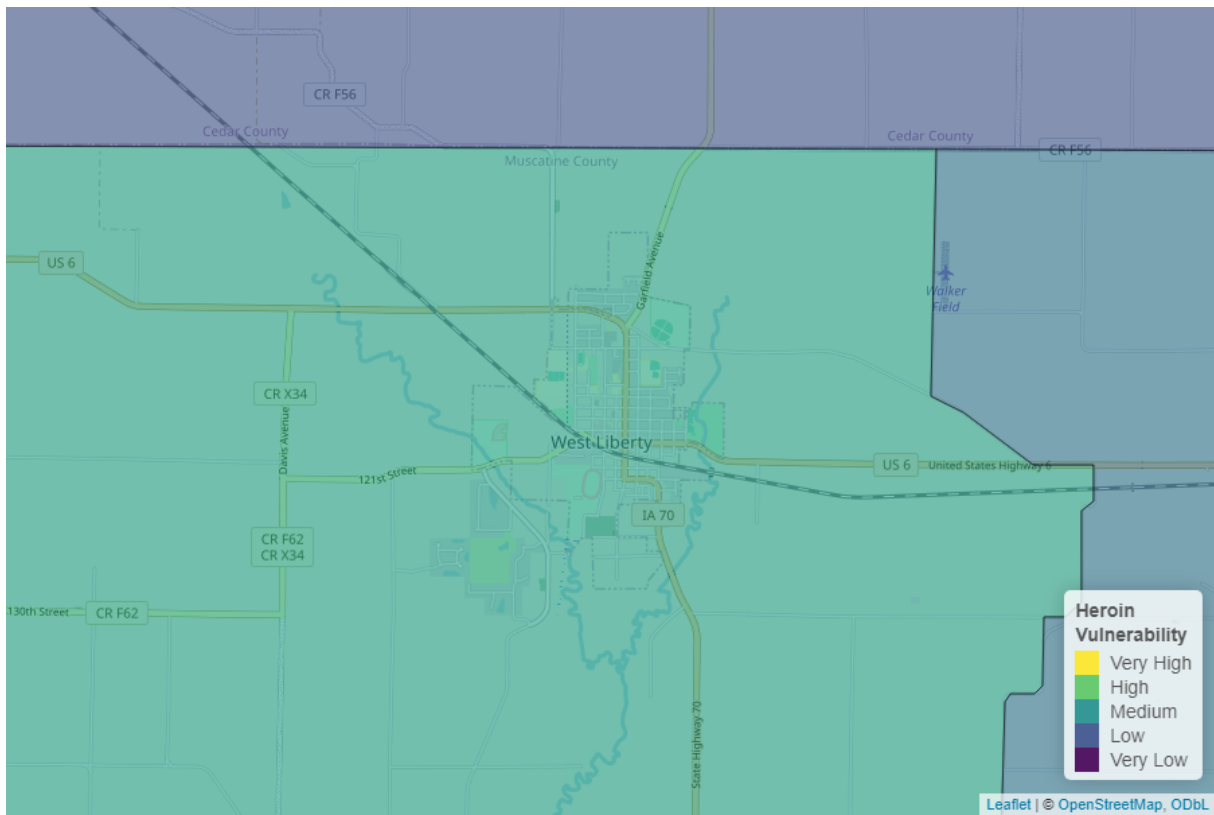 CR F56
Cedar County
Cedar County
CR F56
Muscatine County
US 6
Garfield Avenue
Walker
Field
CR X34
Davis Avenue
West Liberty
121st Street
US 6
United States Highway 6
IA 70
CR F62
CR X34
130th Street
CR F62
State Highway 70
Heroin
Vulnerability
Very High
High
Medium
Low
Very Low
Leaflet | © OpenStreetMap, ODbL